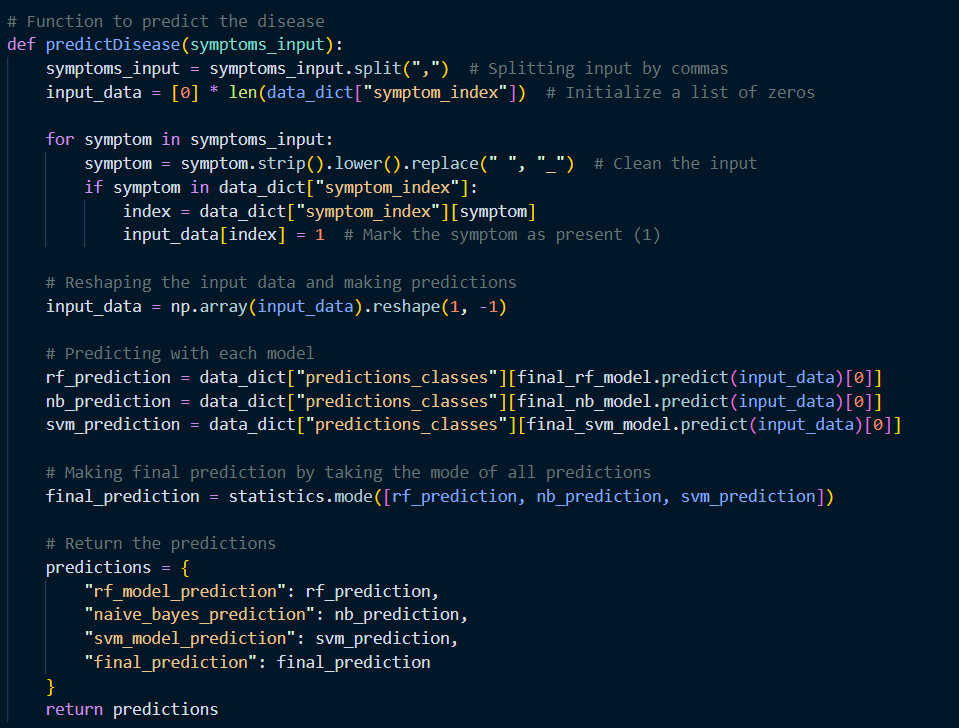 # Function to predict the disease
def predictDisease(symptoms_input):
    symptoms_input = symptoms_input.split(",")  # Splitting input by commas
    input_data = [0] * len(data_dict["symptom_index"])  # Initialize a list of zeros

    for symptom in symptoms_input:
        symptom = symptom.strip().lower().replace(" ", "_")  # Clean the input
        if symptom in data_dict["symptom_index"]:
            index = data_dict["symptom_index"][symptom]
            input_data[index] = 1  # Mark the symptom as present (1)

    # Reshaping the input data and making predictions
    input_data = np.array(input_data).reshape(1, -1)

    # Predicting with each model
    rf_prediction = data_dict["predictions_classes"][final_rf_model.predict(input_data)[0]]
    nb_prediction = data_dict["predictions_classes"][final_nb_model.predict(input_data)[0]]
    svm_prediction = data_dict["predictions_classes"][final_svm_model.predict(input_data)[0]]

    # Making final prediction by taking the mode of all predictions
    final_prediction = statistics.mode([rf_prediction, nb_prediction, svm_prediction])

    # Return the predictions
    predictions = {
        "rf_model_prediction": rf_prediction,
        "naive_bayes_prediction": nb_prediction,
        "svm_model_prediction": svm_prediction,
        "final_prediction": final_prediction
    }
    return predictions